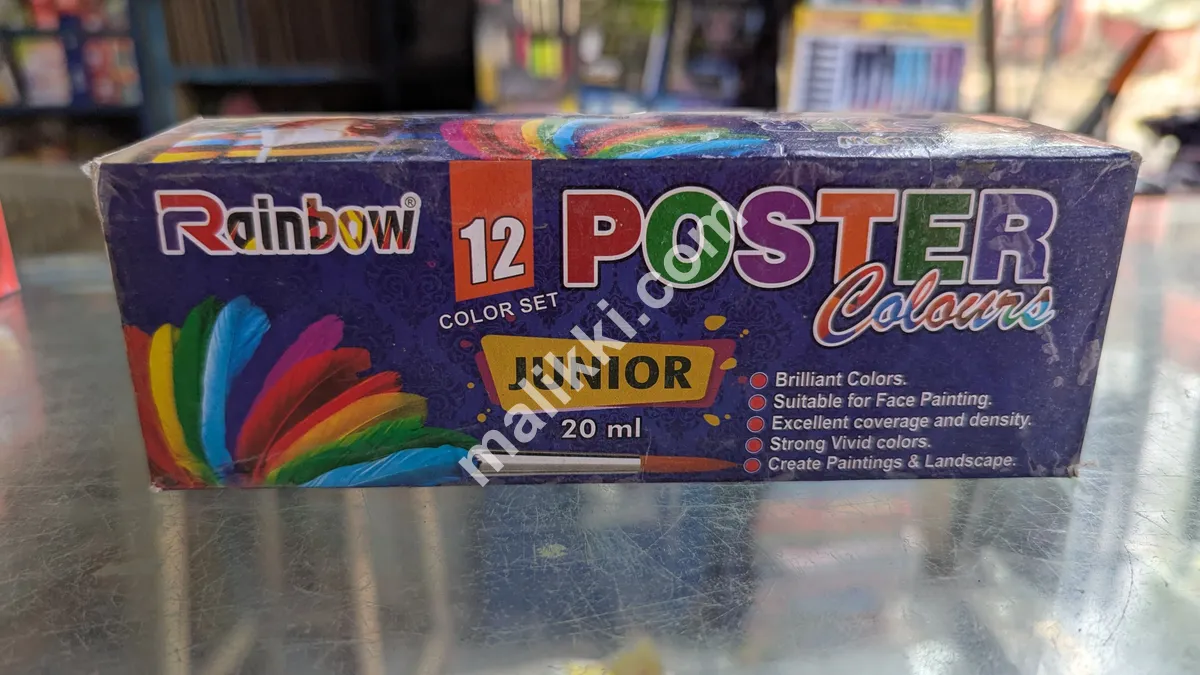 Rainbow®
12
COLOR SET
POSTER
Colours
JUNIOR
20 ml
Brilliant Colors.
Suitable for Face Painting.
Excellent coverage and density.
Strong Vivid colors.
Create Paintings & Landscape.
malikki.com